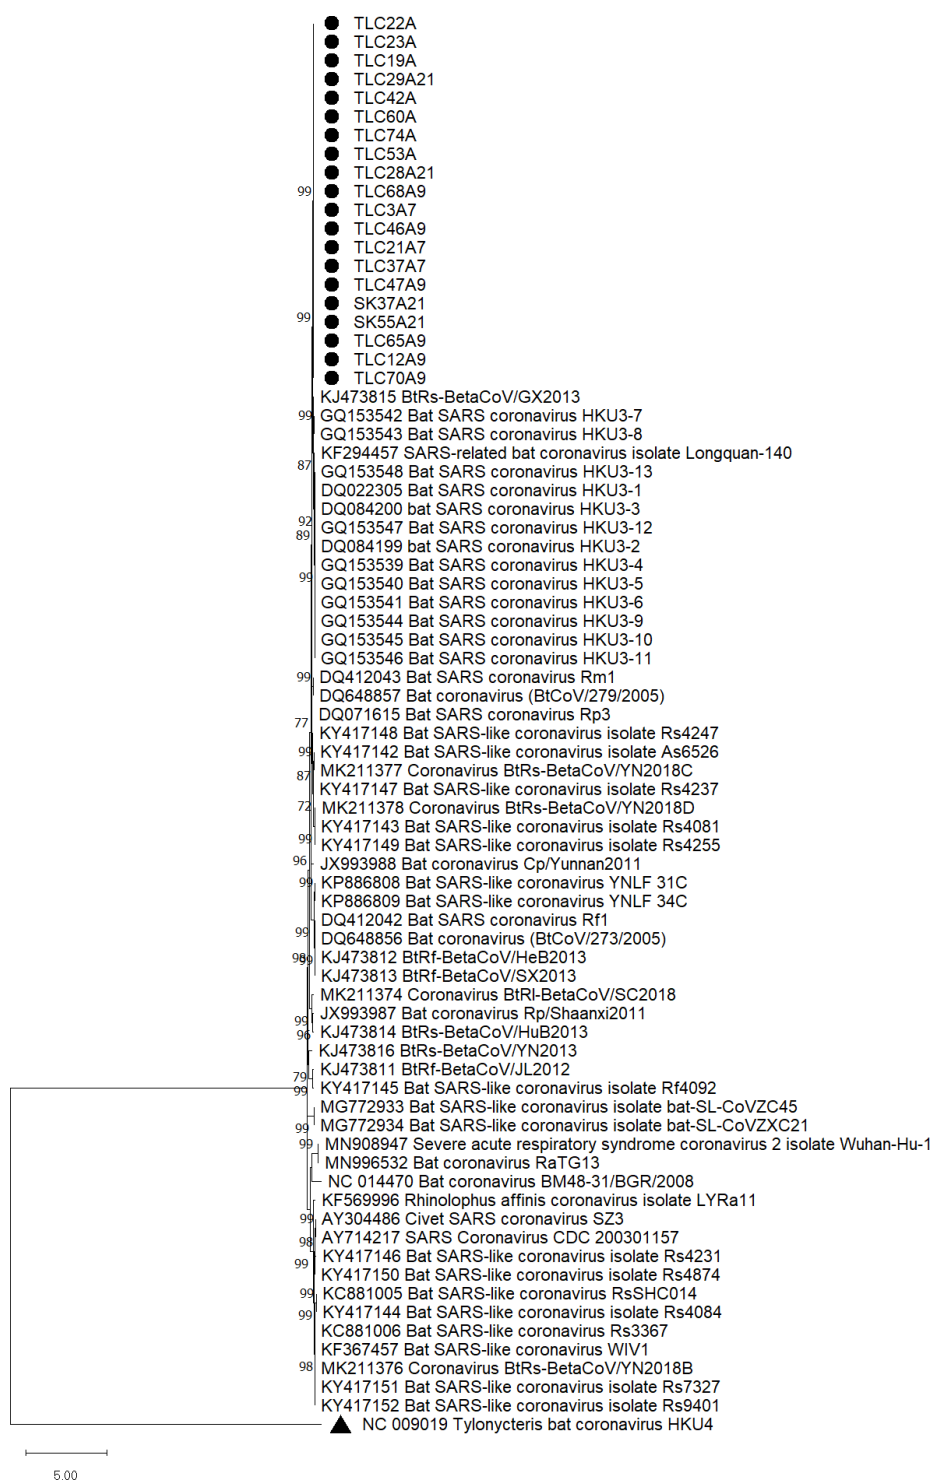 TLC22A
TLC23A
TLC19A
TLC29A21
TLC42A
TLC60A
TLC74A
TLC53A
TLC28A21
99 TLC68A9
TLC3A7
TLC46A9
TLC21A7
TLC37A7
TLC47A9
SK37A21
99 SK55A21
TLC65A9
TLC12A9
TLC70A9
KJ473815 BtRs-BetaCoV/GX2013
99 GQ153542 Bat SARS coronavirus HKU3-7
GQ153543 Bat SARS coronavirus HKU3-8
KF294457 SARS-related bat coronavirus isolate Longquan-140
87 GQ153548 Bat SARS coronavirus HKU3-13
DQ022305 Bat SARS coronavirus HKU3-1
DQ084200 bat SARS coronavirus HKU3-3
92 GQ153547 Bat SARS coronavirus HKU3-12
89 DQ084199 bat SARS coronavirus HKU3-2
GQ153539 Bat SARS coronavirus HKU3-4
99 GQ153540 Bat SARS coronavirus HKU3-5
GQ153541 Bat SARS coronavirus HKU3-6
GQ153544 Bat SARS coronavirus HKU3-9
GQ153545 Bat SARS coronavirus HKU3-10
GQ153546 Bat SARS coronavirus HKU3-11
99 DQ412043 Bat SARS coronavirus Rm1
DQ648857 Bat coronavirus (BtCoV/279/2005)
77 DQ071615 Bat SARS coronavirus Rp3
KY417148 Bat SARS-like coronavirus isolate Rs4247
99 KY417142 Bat SARS-like coronavirus isolate As6526
87 MK211377 Coronavirus BtRs-BetaCoV/YN2018C
KY417147 Bat SARS-like coronavirus isolate Rs4237
72 MK211378 Coronavirus BtRs-BetaCoV/YN2018D
KY417143 Bat SARS-like coronavirus isolate Rs4081
99 KY417149 Bat SARS-like coronavirus isolate Rs4255
96 JX993988 Bat coronavirus Cp/Yunnan2011
99 KP886808 Bat SARS-like coronavirus YNLF 31C
KP886809 Bat SARS-like coronavirus YNLF 34C
DQ412042 Bat SARS coronavirus Rf1
99 DQ648856 Bat coronavirus (BtCoV/273/2005)
98 99 KJ473812 BtRf-BetaCoV/HeB2013
KJ473813 BtRf-BetaCoV/SX2013
MK211374 Coronavirus BtRl-BetaCoV/SC2018
99 JX993987 Bat coronavirus Rp/Shaanxi2011
96 KJ473814 BtRs-BetaCoV/HuB2013
KJ473816 BtRs-BetaCoV/YN2013
79 KJ473811 BtRf-BetaCoV/JL2012
99 KY417145 Bat SARS-like coronavirus isolate Rf4092
MG772933 Bat SARS-like coronavirus isolate bat-SL-CoVZC45
99 MG772934 Bat SARS-like coronavirus isolate bat-SL-CoVZXC21
99 MN908947 Severe acute respiratory syndrome coronavirus 2 isolate Wuhan-Hu-1
MN996532 Bat coronavirus RaTG13
NC 014470 Bat coronavirus BM48-31/BGR/2008
KF569996 Rhinolophus affinis coronavirus isolate LYRa11
99 AY304486 Civet SARS coronavirus SZ3
98 AY714217 SARS Coronavirus CDC 200301157
KY417146 Bat SARS-like coronavirus isolate Rs4231
99 KY417150 Bat SARS-like coronavirus isolate Rs4874
99 KC881005 Bat SARS-like coronavirus RsSHC014
99 KY417144 Bat SARS-like coronavirus isolate Rs4084
KC881006 Bat SARS-like coronavirus Rs3367
KF367457 Bat SARS-like coronavirus WIV1
98 MK211376 Coronavirus BtRs-BetaCoV/YN2018B
KY417151 Bat SARS-like coronavirus isolate Rs7327
KY417152 Bat SARS-like coronavirus isolate Rs9401
NC 009019 Tylonycteris bat coronavirus HKU4
5.00